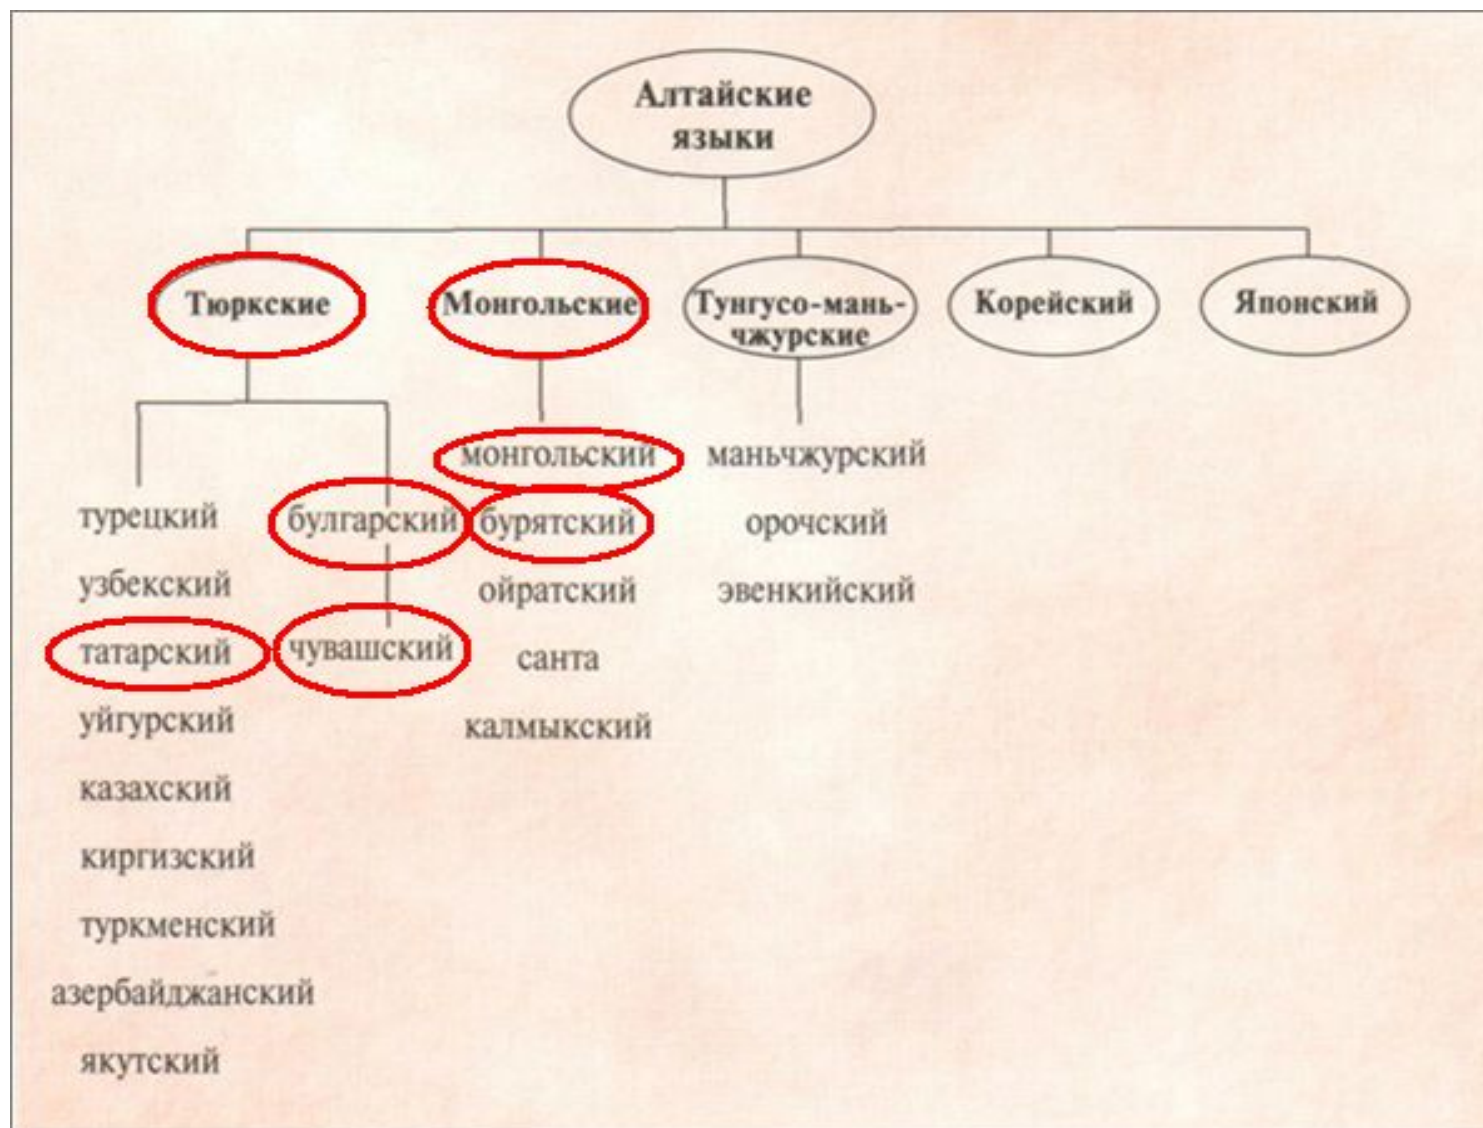 Алтайские
языки
Тюркские
Монгольские
Тунгусо-мань-
чжурские
Корейский
Японский
турецкий
узбекский
татарский
уйгурский
казахский
киргизский
туркменский
азербайджанский
якутский
булгарский
чувашский
монгольский
бурятский
ойратский
санта
калмыкский
маньчжурский
орочский
эвенкийский